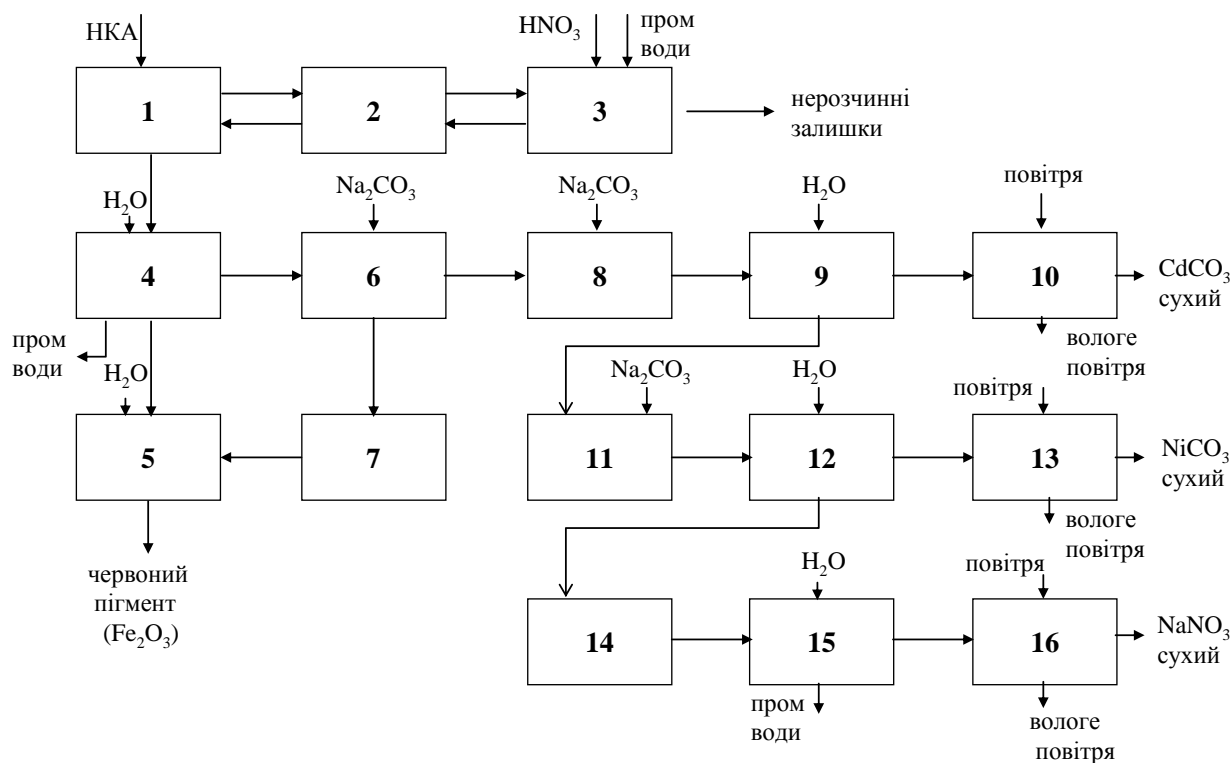 НКА
HNO₃
пром
води
1
2
3
нерозчинні
залишки
H₂O
Na₂CO₃
Na₂CO₃
H₂O
повітря
4
6
8
9
10
CdCO₃
сухий
пром
води
H₂O
вологе
повітря
Na₂CO₃
H₂O
повітря
5
7
11
12
13
NiCO₃
сухий
вологе
повітря
червоний
пігмент
(Fe₂O₃)
H₂O
повітря
14
15
16
NaNO₃
сухий
пром
води
вологе
повітря